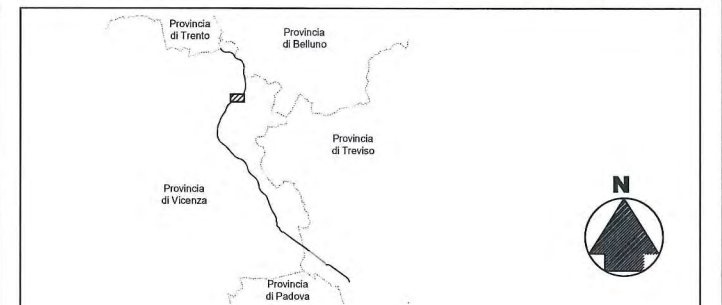 Provincia
di Trento
Provincia
di Belluno
Provincia
di Treviso
Provincia
di Vicenza
N
Provincia
di Padova